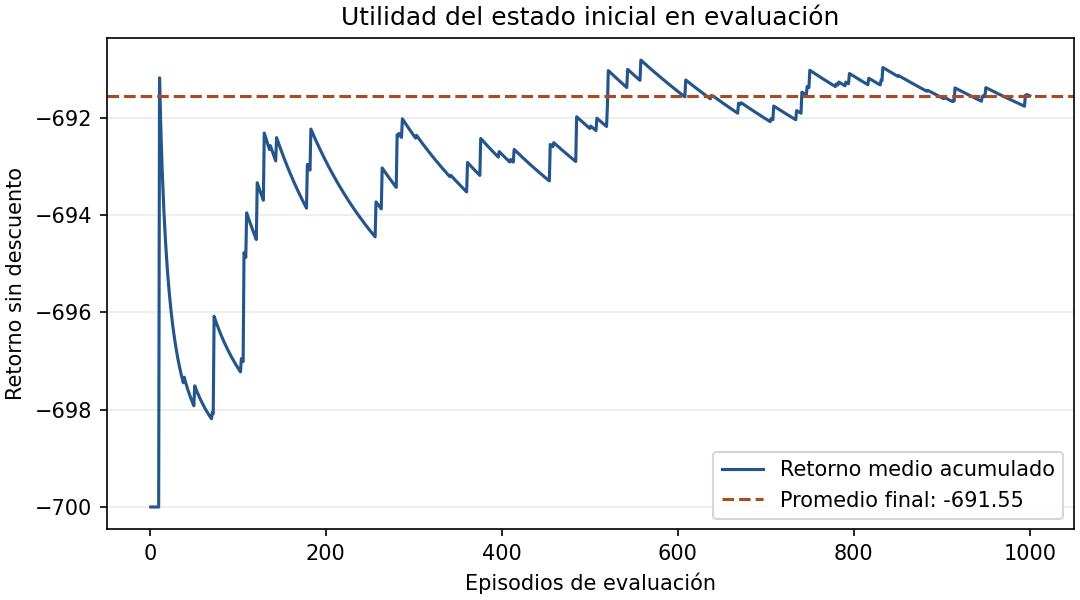 Utilidad del estado inicial en evaluación
Retorno sin descuento
−692
−694
−696
−698
−700
Retorno medio acumulado
Promedio final: -691.55
0
200
400
600
800
1000
Episodios de evaluación